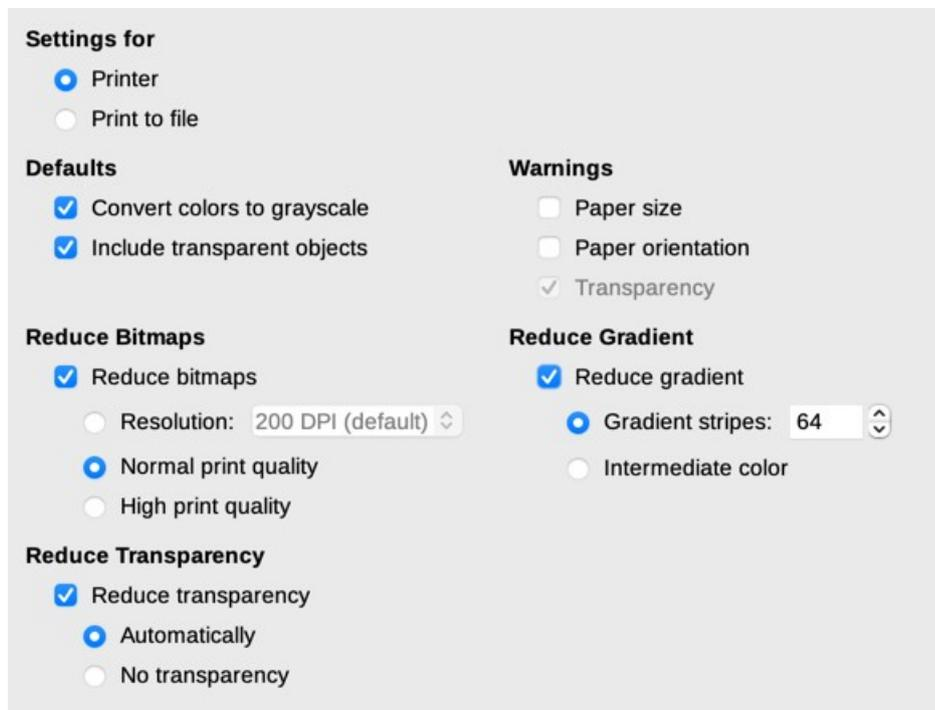 Settings for
Printer
Print to file
Defaults
Convert colors to grayscale
Include transparent objects
Warnings
Paper size
Paper orientation
Transparency
Reduce Bitmaps
Reduce bitmaps
Resolution: 200 DPI (default)
Normal print quality
High print quality
Reduce Gradient
Reduce gradient
Gradient stripes: 64
Intermediate color
Reduce Transparency
Reduce transparency
Automatically
No transparency